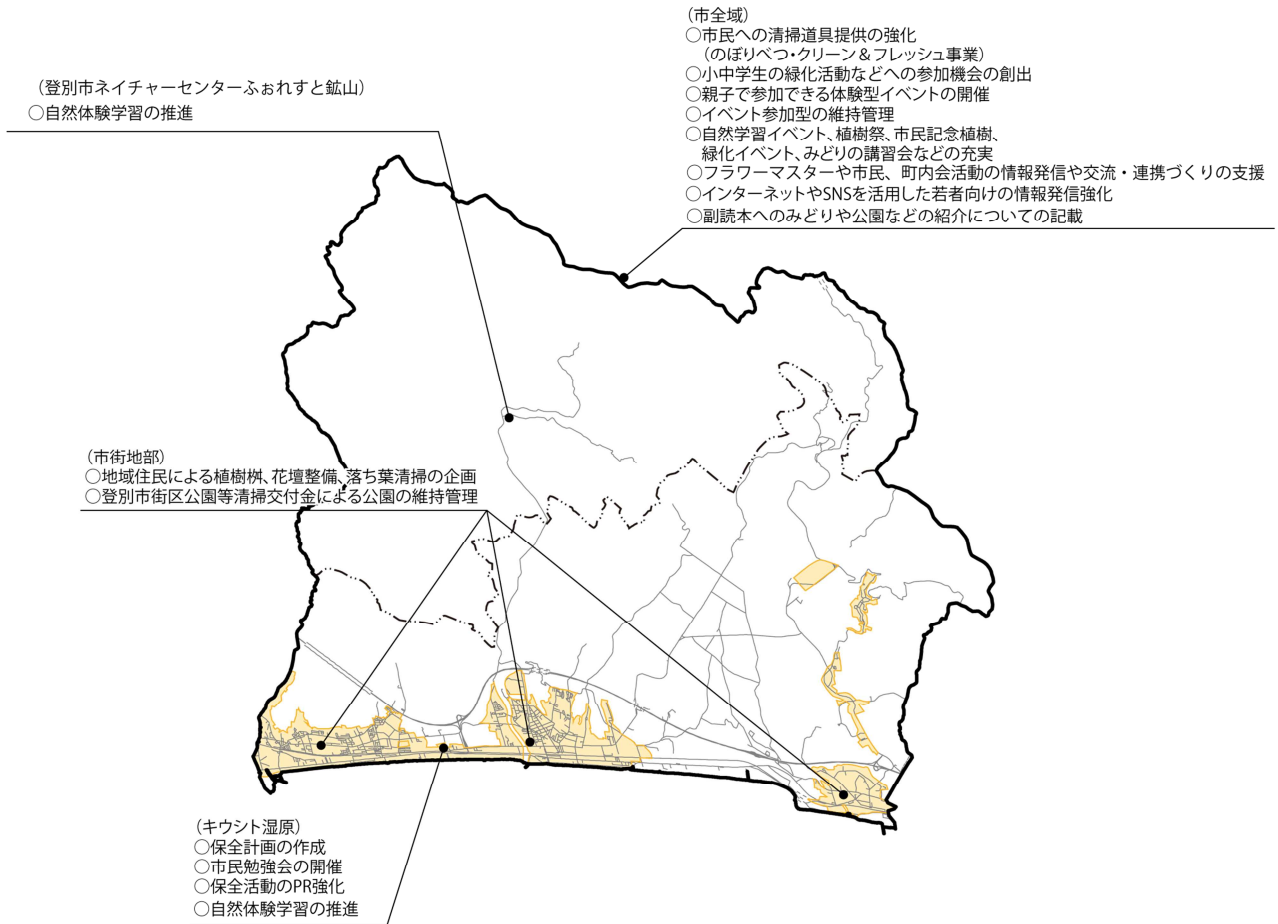 (市全域)
○市民への清掃道具提供の強化
(のぼりべつ・クリーン&フレッシュ事業)
○小中学生の緑化活動などへの参加機会の創出
○親子で参加できる体験型イベントの開催
○イベント参加型の維持管理
○自然学習イベント、植樹祭、市民記念植樹、
緑化イベント、みどりの講習会などの充実
○フラワーマスターや市民、町内会活動の情報発信や交流・連携づくりの支援
○インターネットやSNSを活用した若者向けの情報発信強化
○副読本へのみどりや公園などの紹介についての記載
(登別市ネイチャーセンターふぉれすと鉱山)
○自然体験学習の推進
(市街地部)
○地域住民による植樹桝、花壇整備、落ち葉清掃の企画
○登別市街区公園等清掃交付金による公園の維持管理
(キウシト湿原)
○保全計画の作成
○市民勉強会の開催
○保全活動のPR強化
○自然体験学習の推進